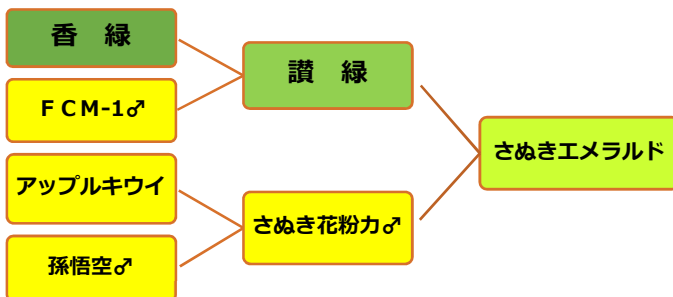 香　緑
ＦＣＭ-1♂
アップルキウイ
孫悟空♂
讃　緑
さぬき花粉力♂
さぬきエメラルド